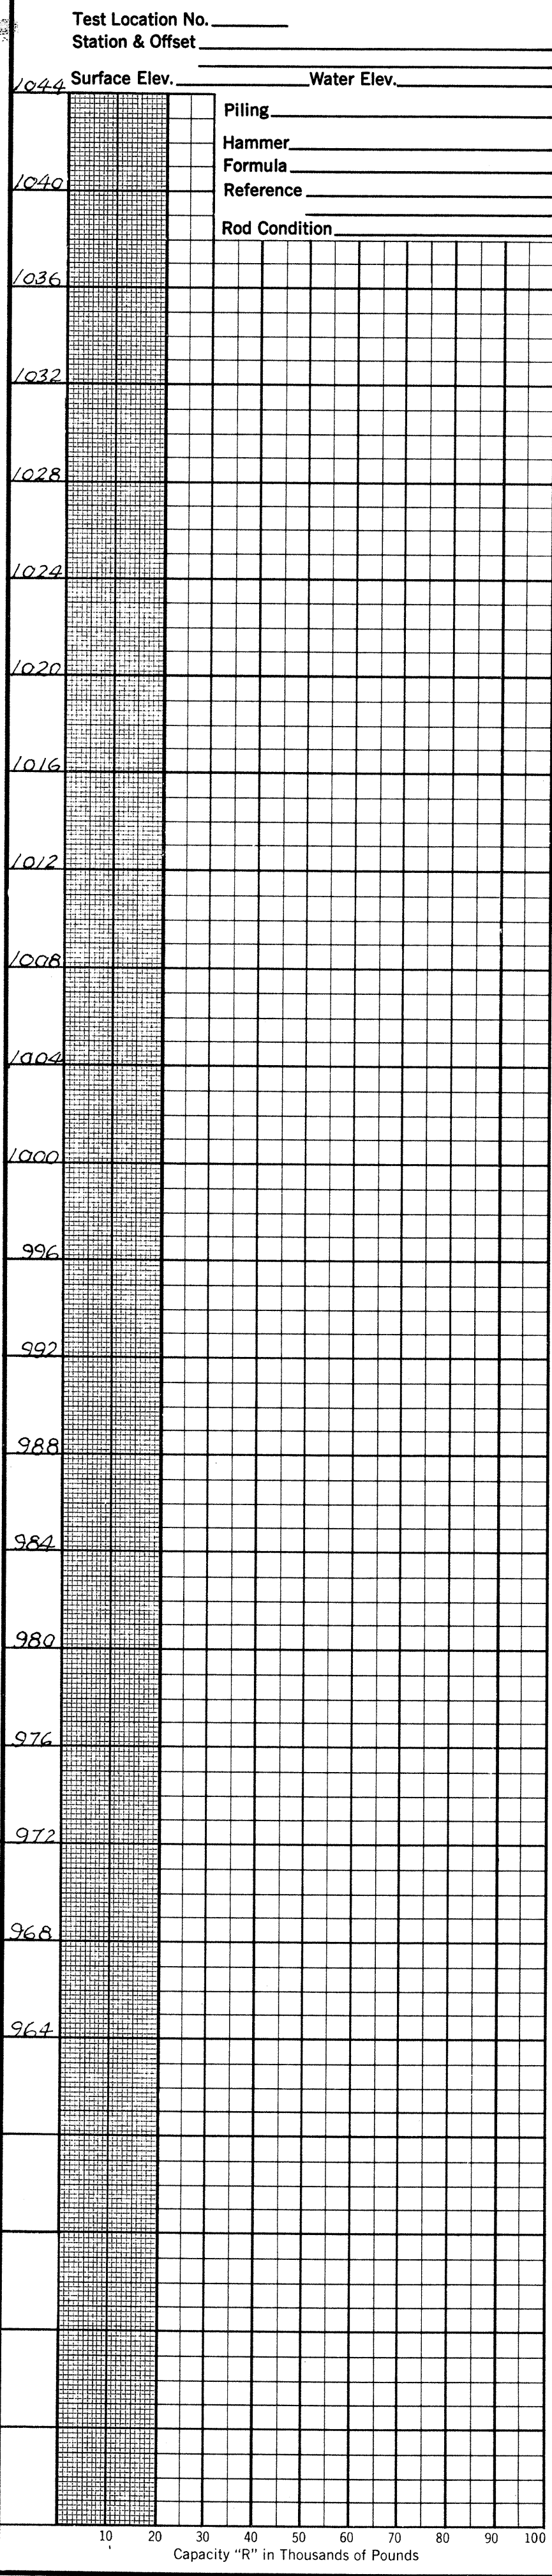 Test Location No.
Station & Offset
Surface Elev. Water Elev.
1044
Piling
Hammer
Formula
1040
Reference
Rod Condition
1036
1032
1028
1024
1020
1016
1012
1008
1004
1000
996
992
988
984
980
976
972
968
964
10 20 30 40 50 60 70 80 90 100
Capacity "R" in Thousands of Pounds